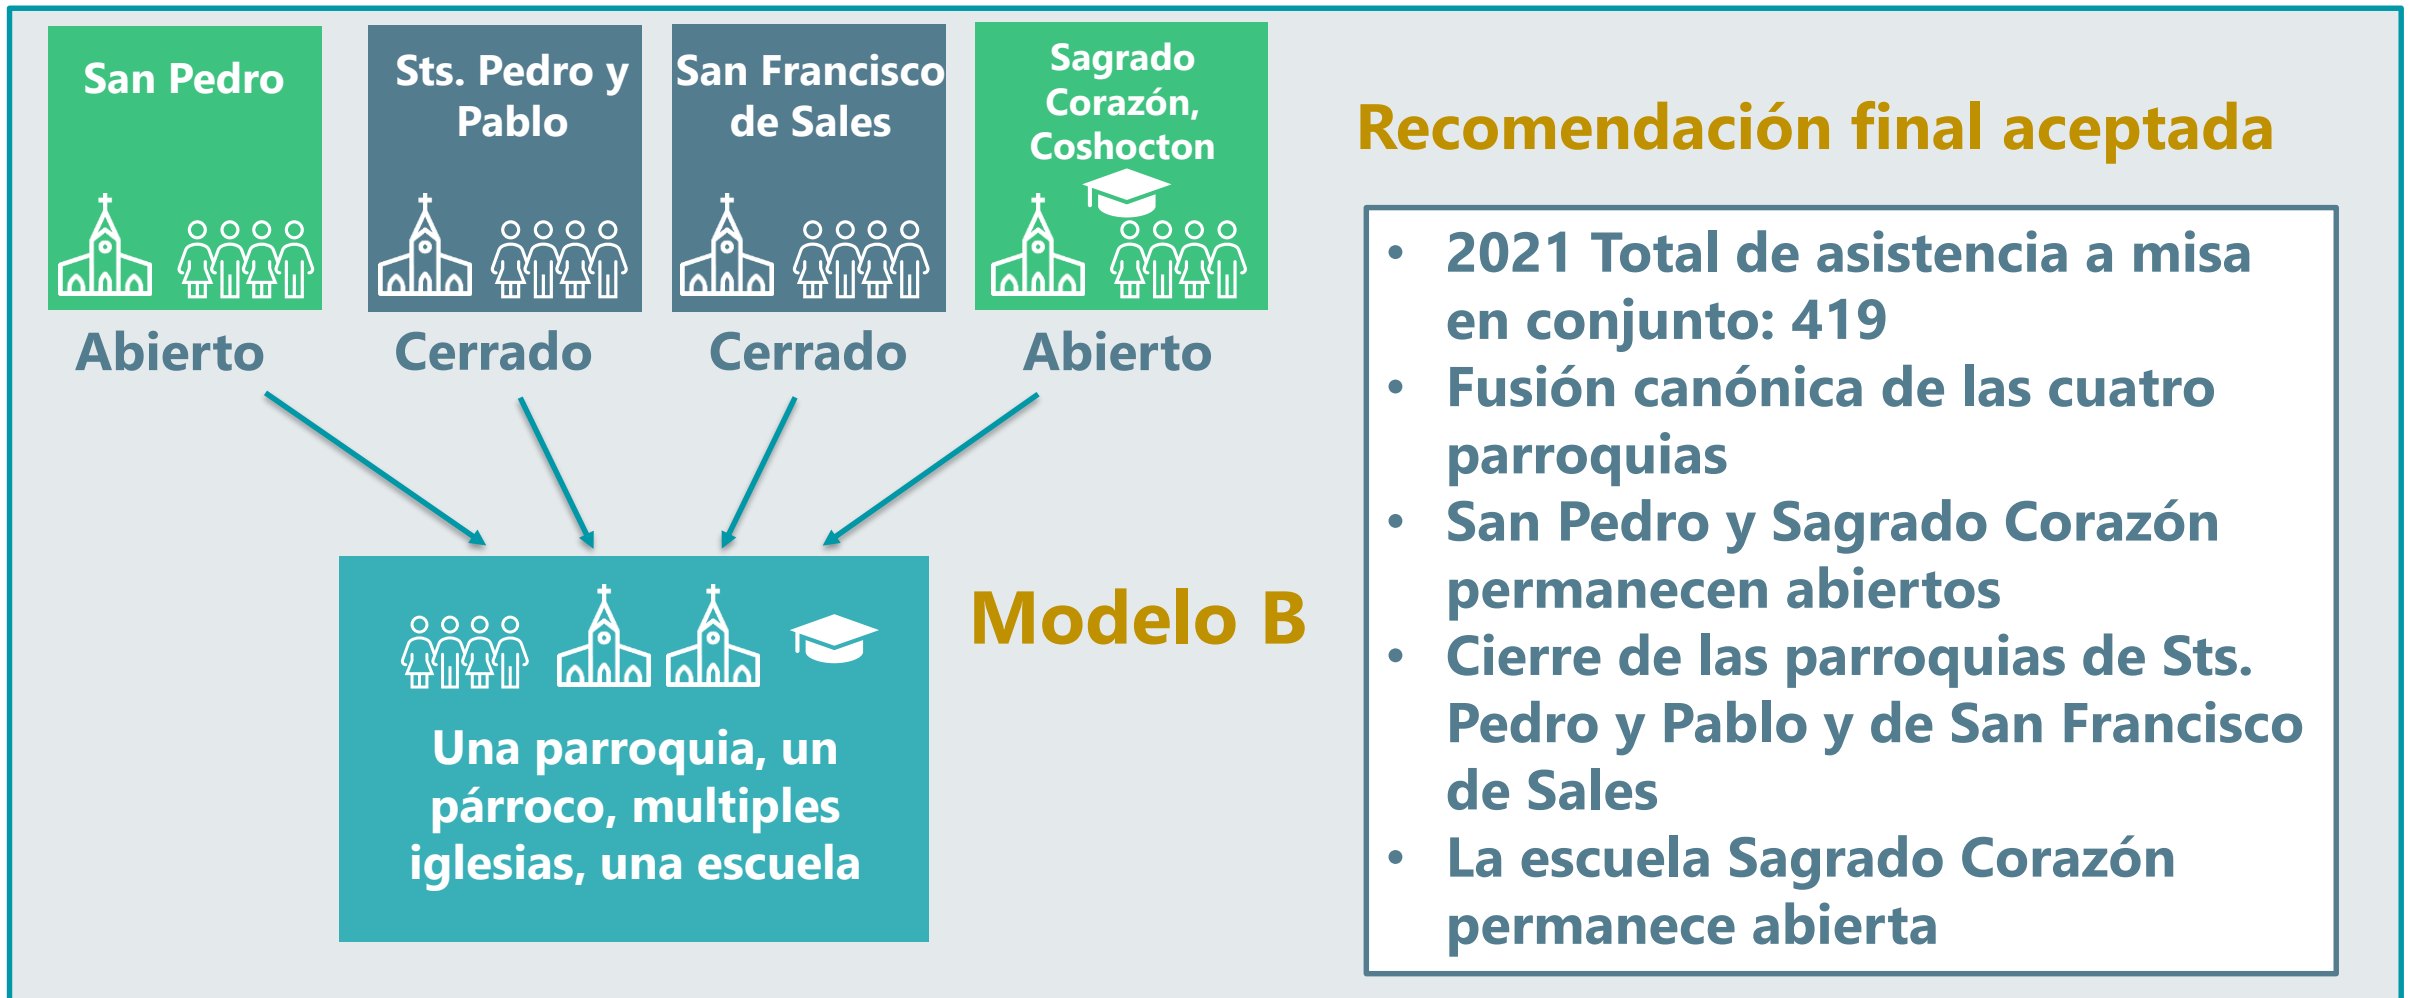 San Pedro
Sts. Pedro y
Pablo
San Francisco
de Sales
Sagrado
Corazón,
Coshocton
Abierto
Cerrado
Cerrado
Abierto
Una parroquia, un
párroco, multiples
iglesias, una escuela
Modelo B
Recomendación final aceptada
• 2021 Total de asistencia a misa
en conjunto: 419
• Fusión canónica de las cuatro
parroquias
• San Pedro y Sagrado Corazón
permanecen abiertos
• Cierre de las parroquias de Sts.
Pedro y Pablo y de San Francisco
de Sales
• La escuela Sagrado Corazón
permanece abierta